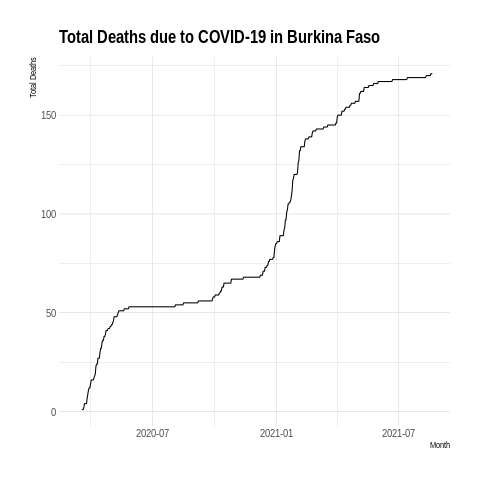 Total Deaths due to COVID-19 in Burkina Faso
Total Deaths
150
100
50
0
2020-07
2021-01
2021-07
Month